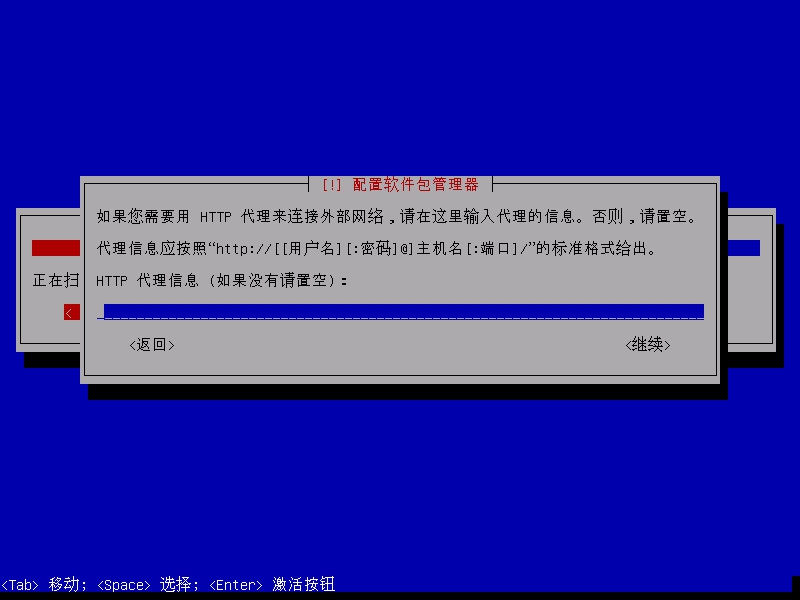 [!] 配置软件包管理器
如果您需要用 HTTP 代理来连接外部网络，请在这里输入代理的信息。否则，请置空。
代理信息应按照“http://[[用户名][:密码]@]主机名[:端口]/”的标准格式给出。
正在扫
HTTP 代理信息 (如果没有请置空)：
<
<返回> <继续>
<Tab> 移动; <Space> 选择; <Enter> 激活按钮